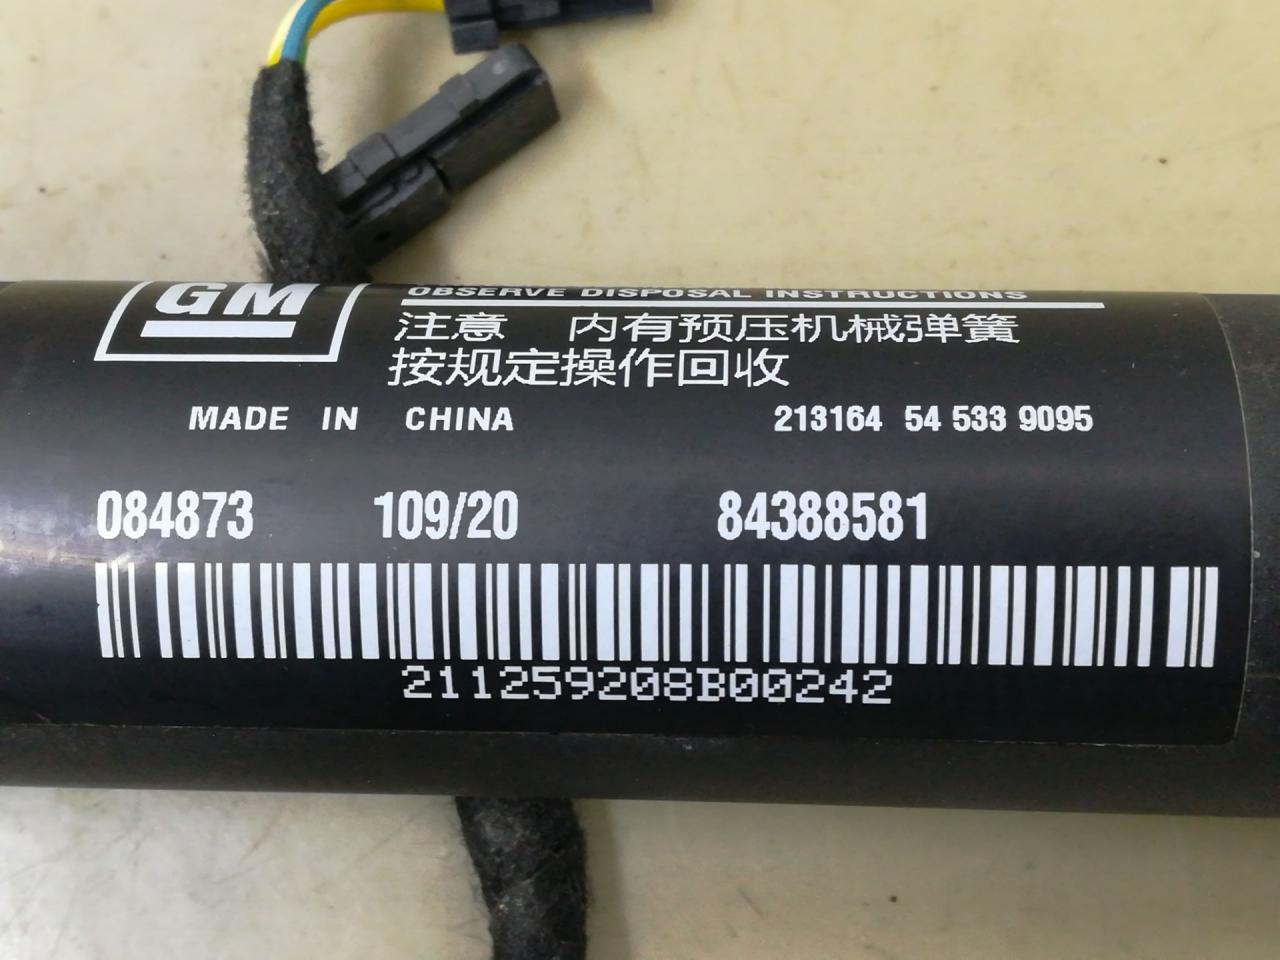 GM
OBSERVE DISPOSAL INSTRUCTIONS
注意 内有预压机械弹簧
按规定操作回收
MADE IN CHINA 213164 54 533 9095
084873 109/20 84388581
211259208B00242